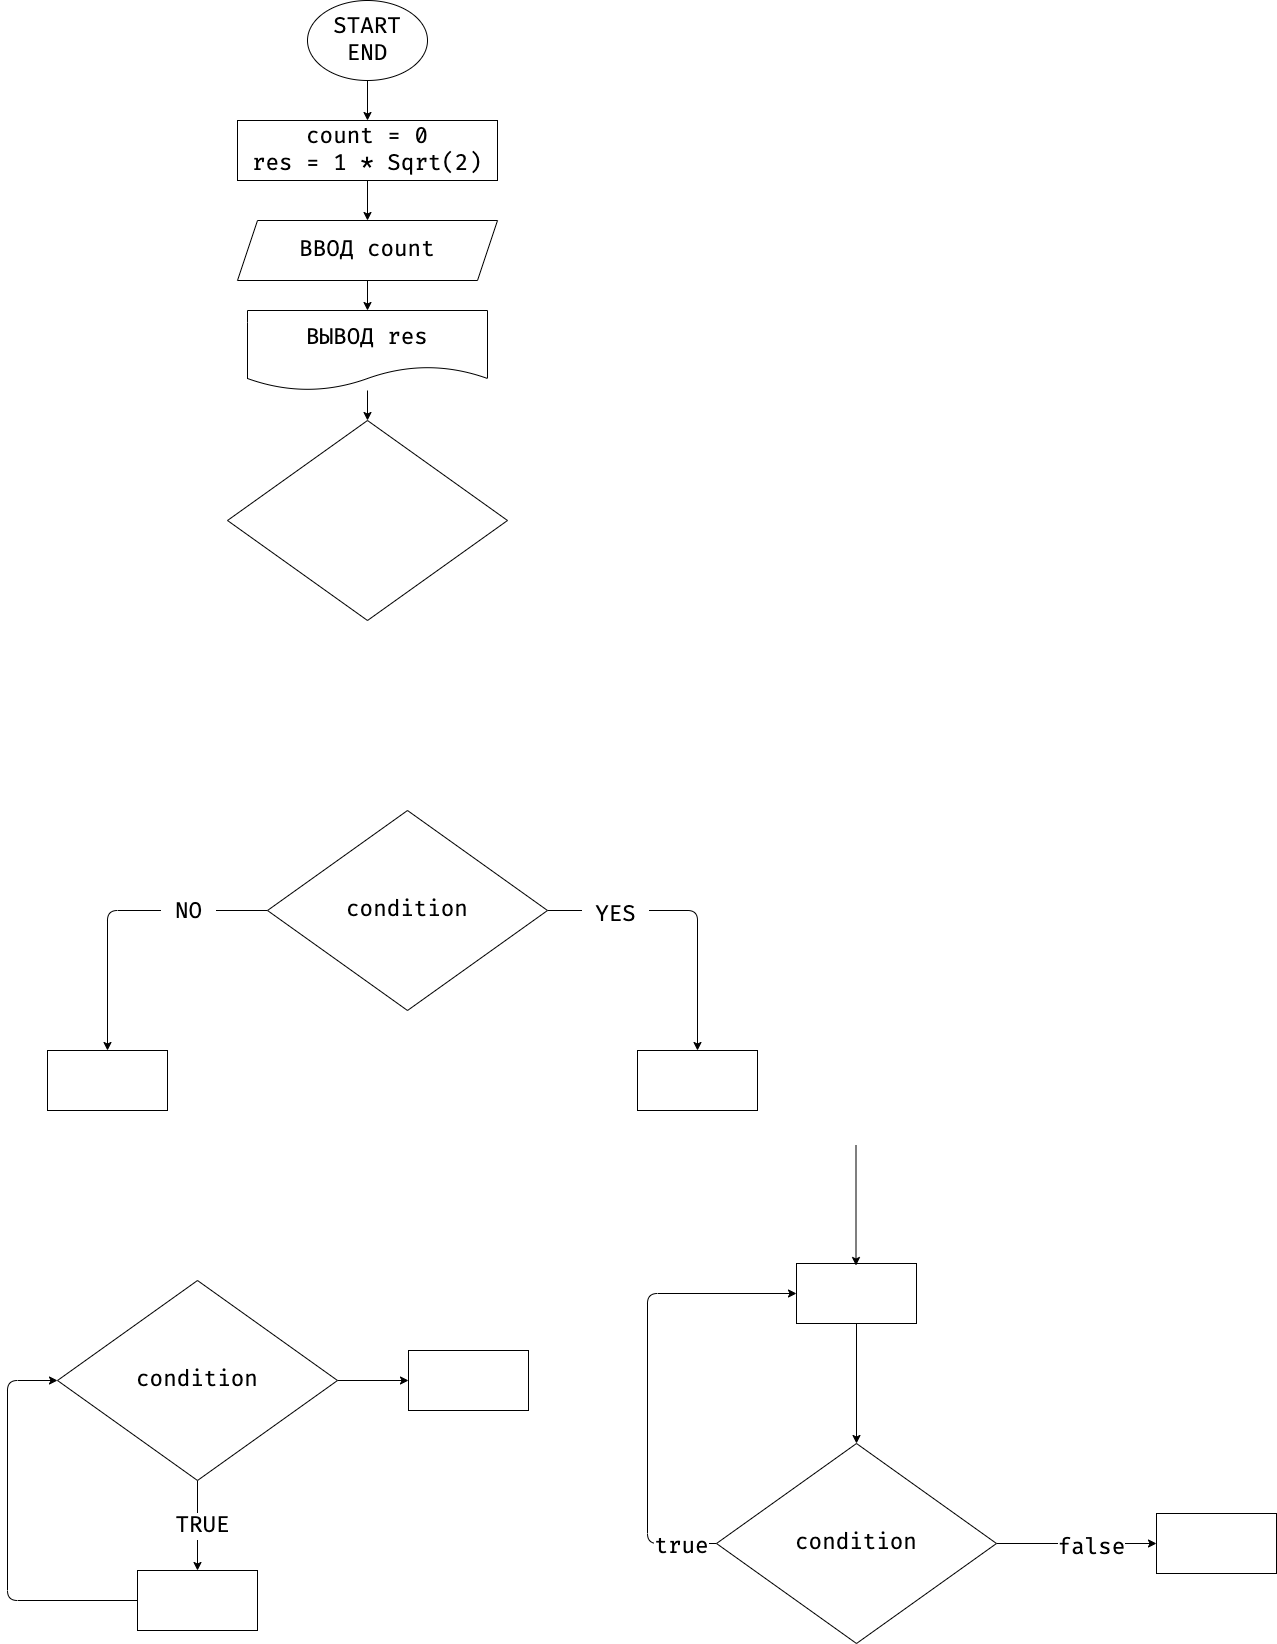 START
END
count = 0
res = 1 * Sqrt(2)
ВВОД count
ВЫВОД res
NO
condition
YES
condition
TRUE
condition
true
false